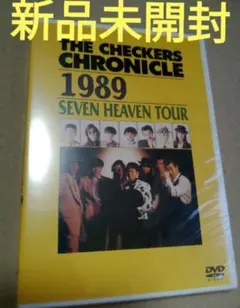 新品未開封
THE CHECKERS
CHRONICLE
1989
SEVEN HEAVEN TOUR
DVD